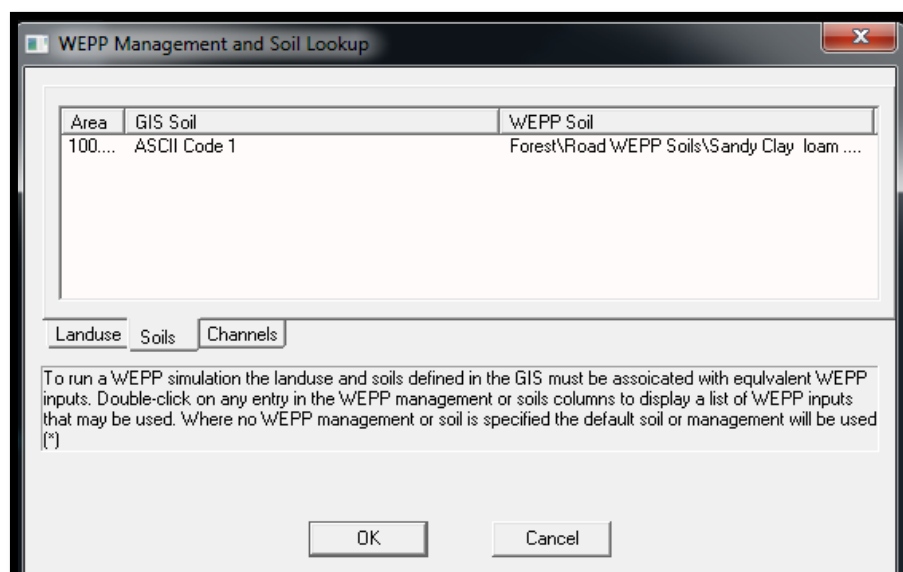 WEPP Management and Soil Lookup
Area GIS Soil WEPP Soil
100.... ASCII Code 1 Forest\Road WEPP Soils\Sandy Clay loam ....
Landuse Soils Channels
To run a WEPP simulation the landuse and soils defined in the GIS must be assoicated with equlvalent WEPP
inputs. Double-click on any entry in the WEPP management or soils columns to display a list of WEPP inputs
that may be used. Where no WEPP management or soil is specified the default soil or management will be used
(*)
OK Cancel